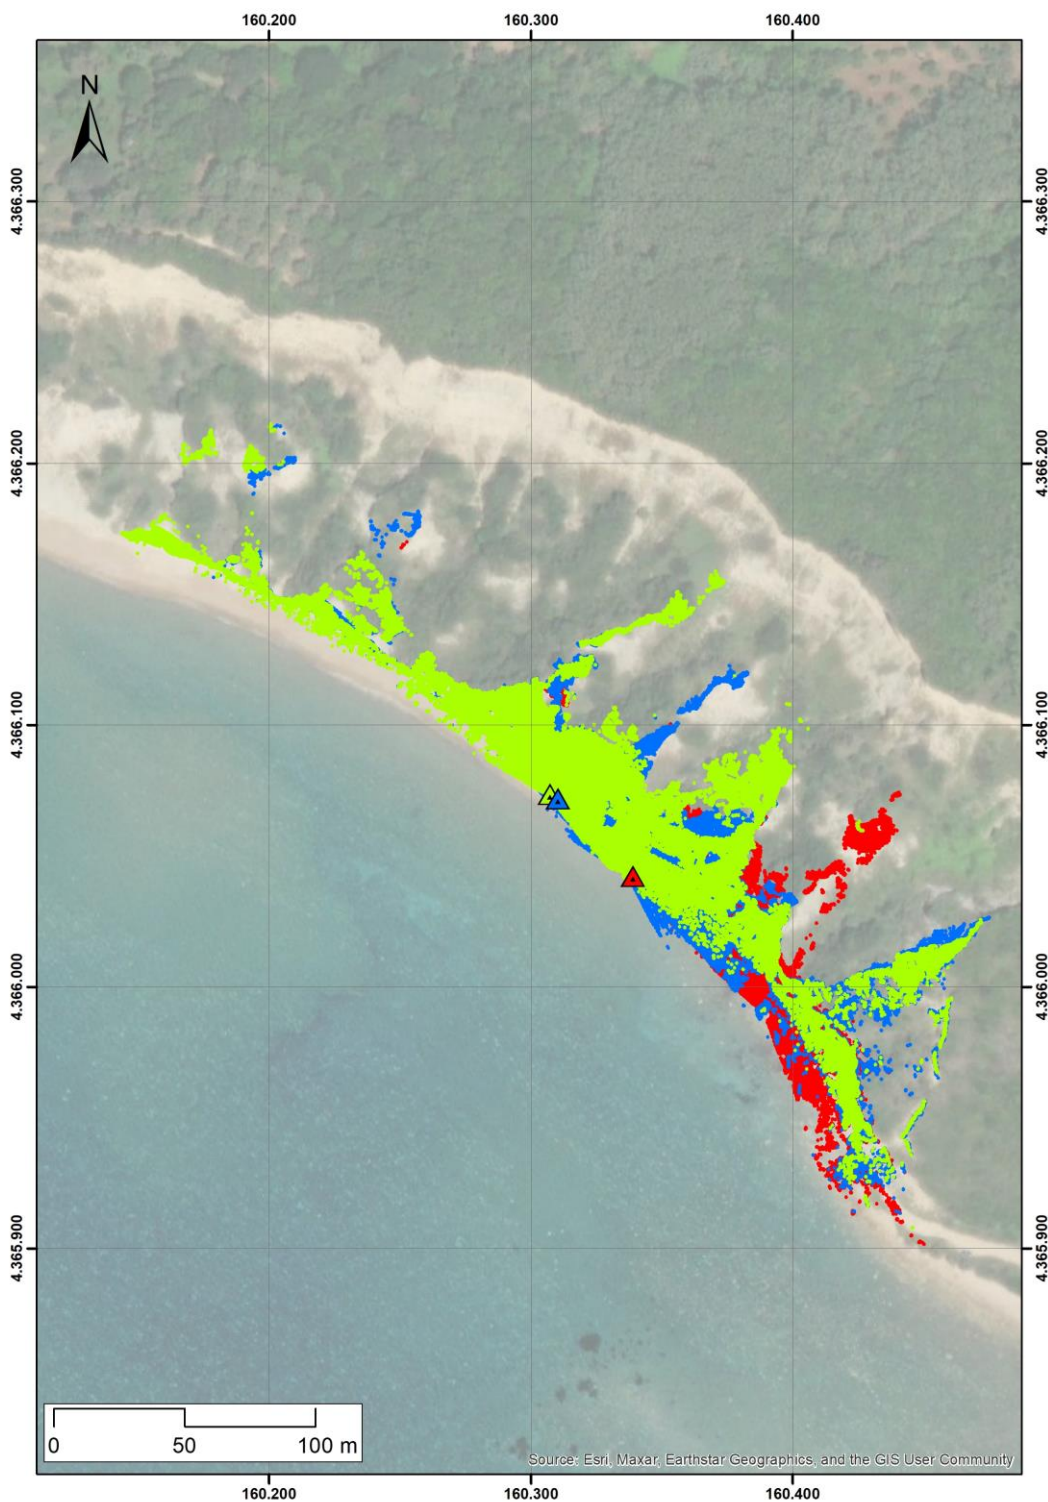 160.200 160.300 160.400
N
4.366.300 4.366.300
4.366.200 4.366.200
4.366.100 4.366.100
4.366.000 4.366.000
4.365.900 4.365.900
0 50 100 m
Source: Esri, Maxar, Earthstar Geographics, and the GIS User Community
160.200 160.300 160.400